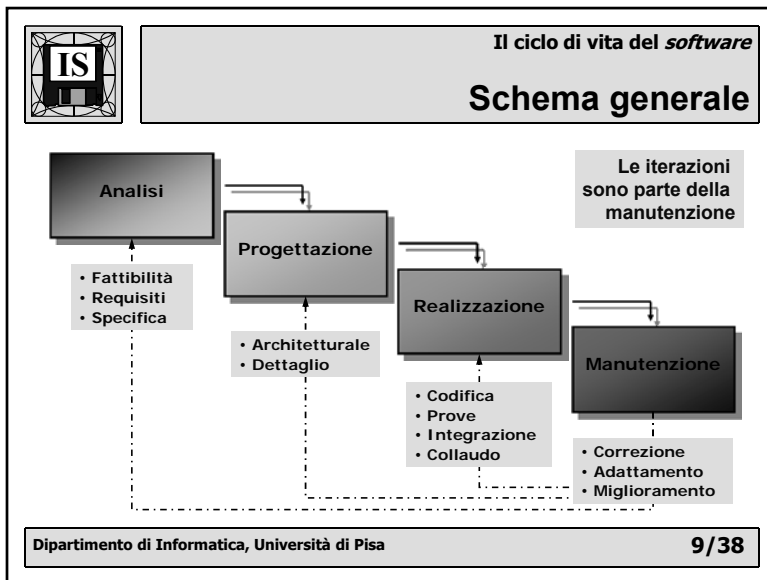 IS
Il ciclo di vita del software
Schema generale
Le iterazioni
sono parte della
manutenzione
Analisi
• Fattibilità
• Requisiti
• Specifica
Progettazione
• Architetturale
• Dettaglio
Realizzazione
• Codifica
• Prove
• Integrazione
• Collaudo
Manutenzione
• Correzione
• Adattamento
• Miglioramento
Dipartimento di Informatica, Università di Pisa
9/38